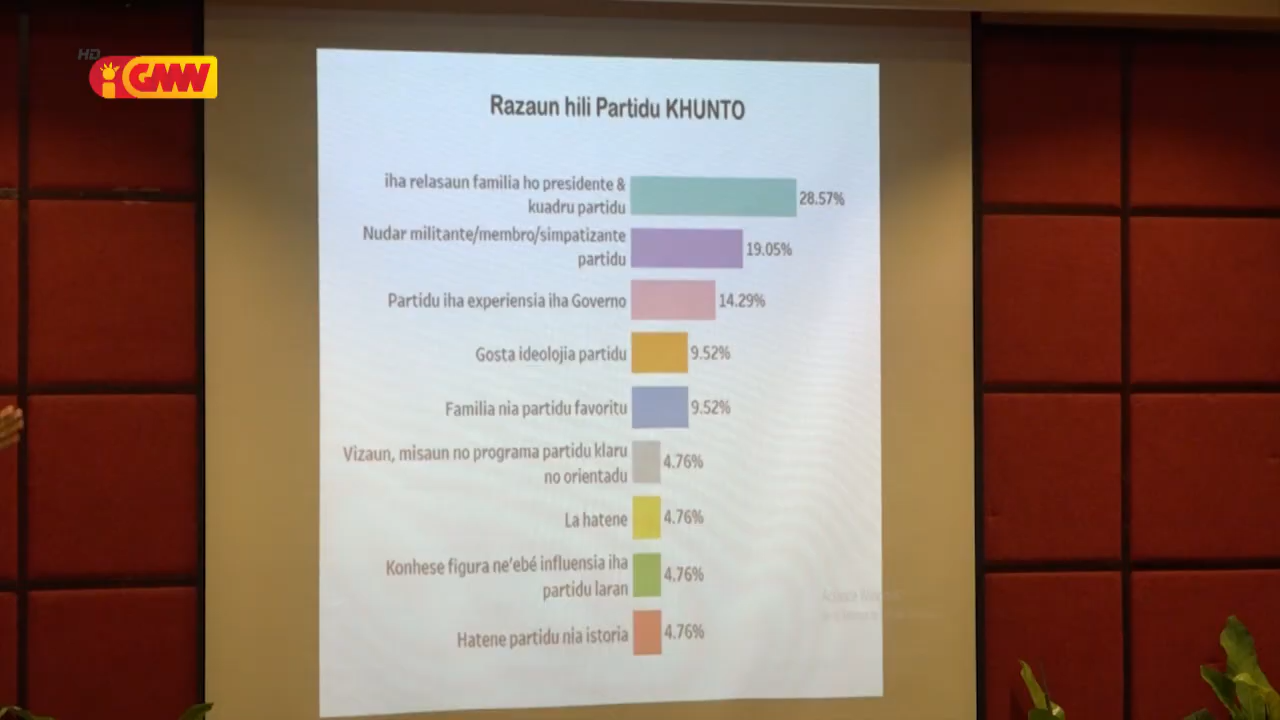 HD
GMN
Razaun hili Partidu KHUNTO
iha relasaun familia ho presidente &
kuadru partidu
28.57%
Nudar militante/membro/simpatizante
partidu
19.05%
Partidu iha experiensia iha Governo
14.29%
Gosta ideolojia partidu
9.52%
Familia nia partidu favoritu
9.52%
Vizaun, misaun no programa partidu klaru
no orientadu
4.76%
La hatene
4.76%
Konhese figura ne'ebé influensia iha
partidu laran
4.76%
Hatene partidu nia istoria
4.76%